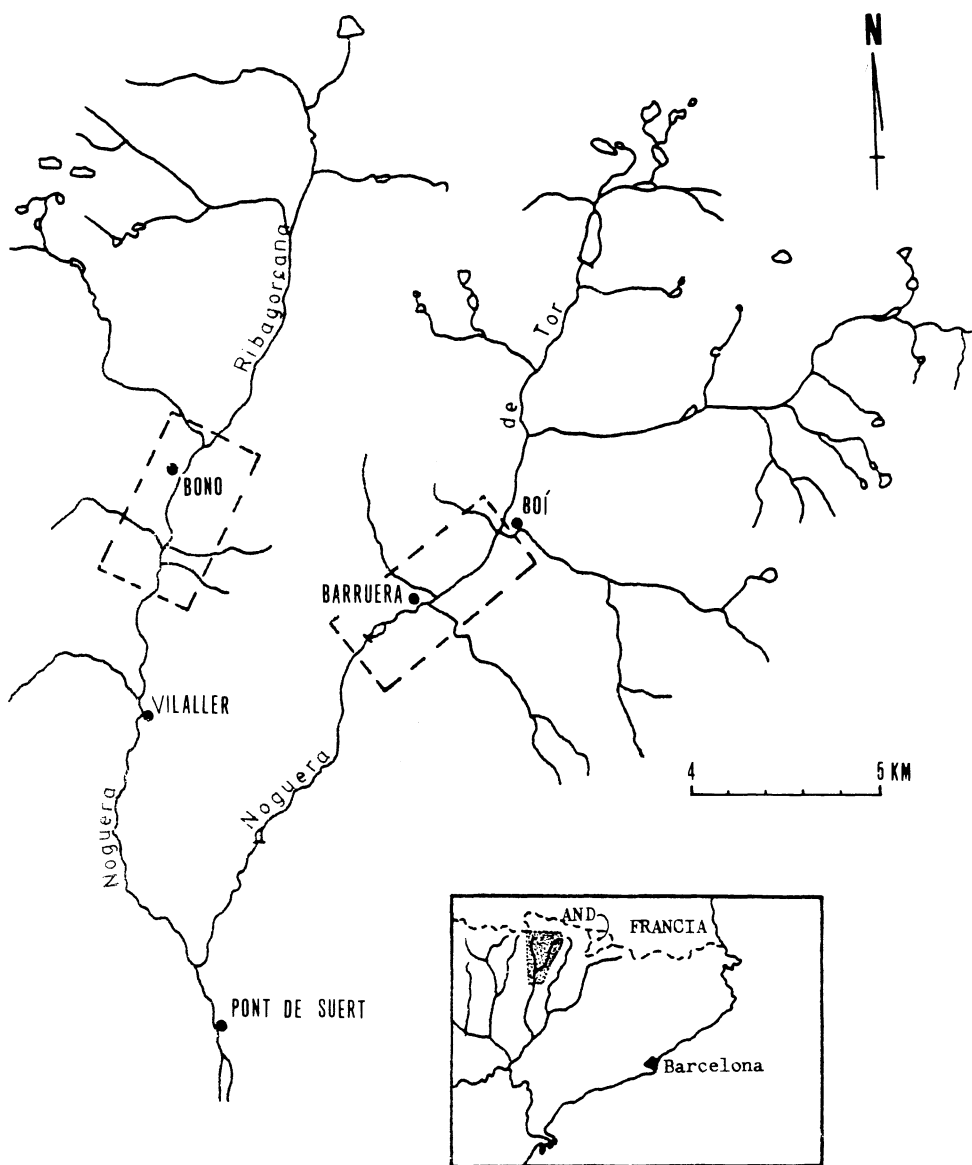 N
Noguera Ribagorçana
Noguera de Tor
BONO
BOÍ
BARRUERA
VILALLER
4 5 KM
PONT DE SUERT
AND
FRANCIA
Barcelona